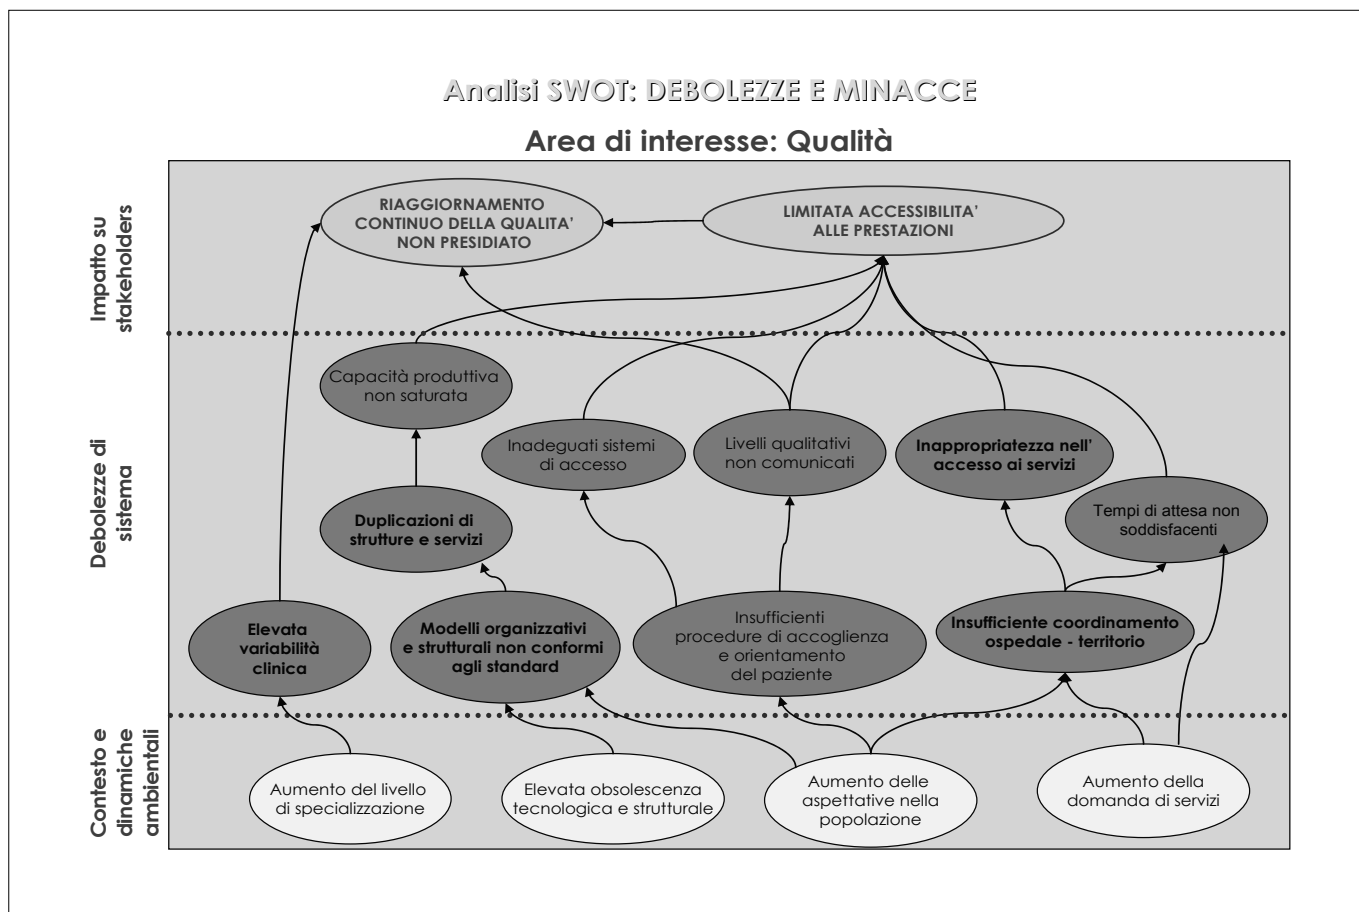 Analisi SWOT: DEBOLEZZE E MINACCE
Area di interesse: Qualità
Impatto su
stakeholders
RIAGGIORNAMENTO
CONTINUO DELLA QUALITA'
NON PRESIDIATO
LIMITATA ACCESSIBILITA'
ALLE PRESTAZIONI
Debolezze di
sistema
Capacità produttiva
non saturata
Inadeguati sistemi
di accesso
Livelli qualitativi
non comunicati
Inappropriatezza nell'
accesso ai servizi
Tempi di attesa non
soddisfacenti
Duplicazioni di
strutture e servizi
Elevata
variabilità
clinica
Modelli organizzativi
e strutturali non conformi
agli standard
Insufficienti
procedure di accoglienza
e orientamento
del paziente
Insufficiente coordinamento
ospedale - territorio
Contesto e
dinamiche
ambientali
Aumento del livello
di specializzazione
Elevata obsolescenza
tecnologica e strutturale
Aumento delle
aspettative nella
popolazione
Aumento della
domanda di servizi